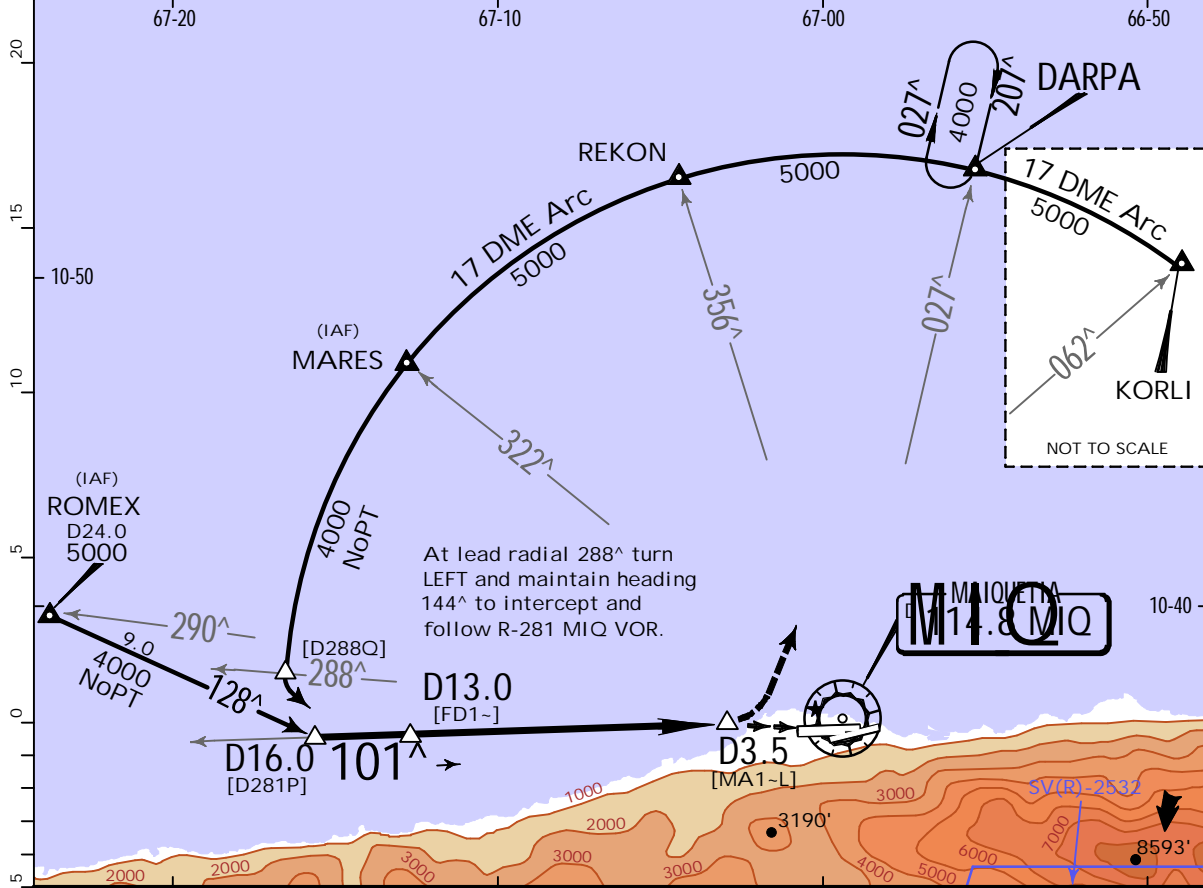 67-20
67-10
67-00
66-50
20
15
10
5
0
5
10-50
10-40
027^
4000
207^
DARPA
REKON
5000
17 DME Arc
5000
17 DME Arc
5000
356^
027^
062^
KORLI
NOT TO SCALE
(IAF)
MARES
322^
4000
NoPT
(IAF)
ROMEX
D24.0
5000
290^
9.0
4000
NoPT
128^
[D288Q]
288^
At lead radial 288^ turn
LEFT and maintain heading
144^ to intercept and
follow R-281 MIQ VOR.
MAIQUETIA
D
114.8 MIQ
M I Q
D13.0
[FD1~]
D16.0
[D281P]
101^
D3.5
[MA1~L]
1000
2000
3000
SV(R)-2532
3190'
7000
8593'
6000
5000
4000
3000
3000
3000
2000
2000